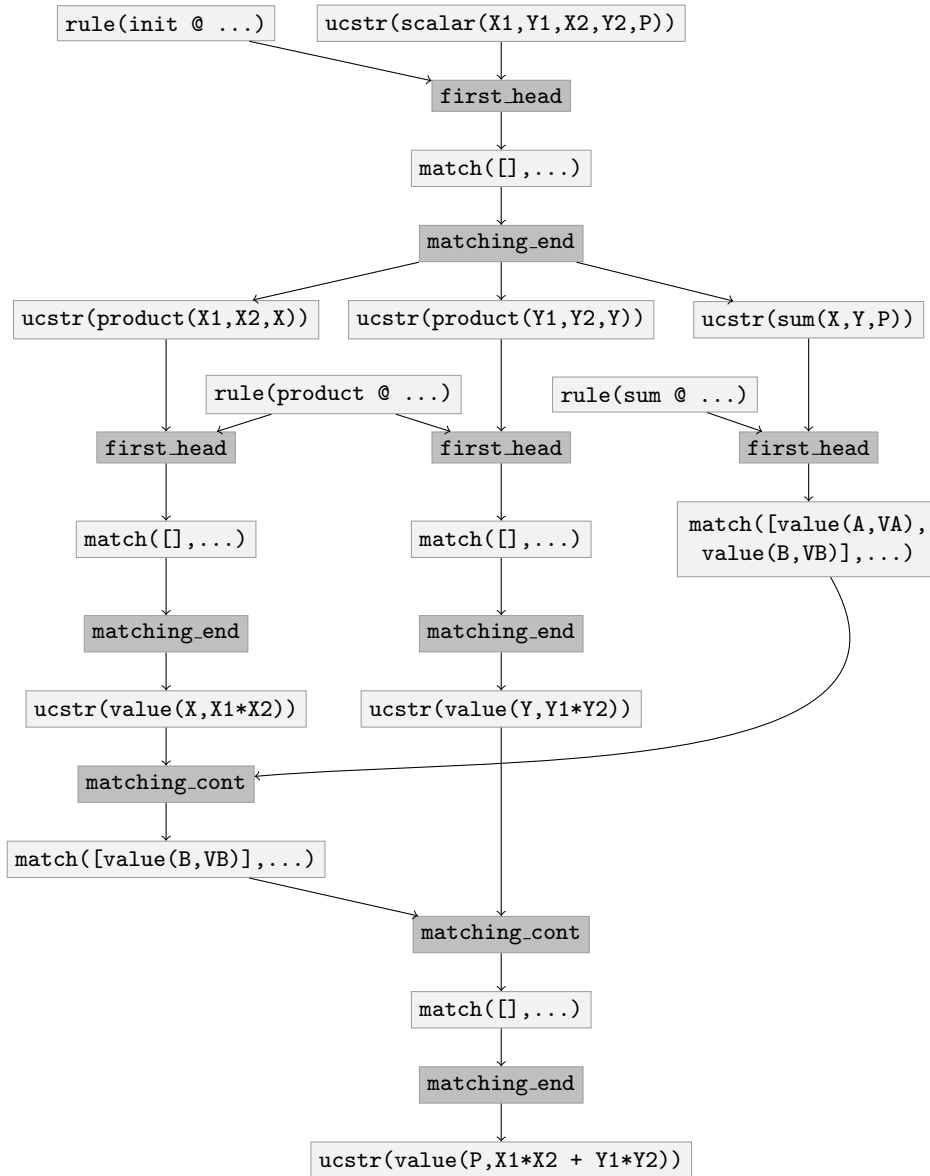 rule(init @ ...)
ucstr(scalar(X1,Y1,X2,Y2,P))
first_head
match([],...)
matching_end
ucstr(product(X1,X2,X))
ucstr(product(Y1,Y2,Y))
ucstr(sum(X,Y,P))
rule(product @ ...)
rule(sum @ ...)
first_head
first_head
first_head
match([],...)
match([],...)
match([value(A,VA),
value(B,VB)],...)
matching_end
matching_end
ucstr(value(X,X1*X2))
ucstr(value(Y,Y1*Y2))
matching_cont
match([value(B,VB)],...)
matching_cont
match([],...)
matching_end
ucstr(value(P,X1*X2 + Y1*Y2))